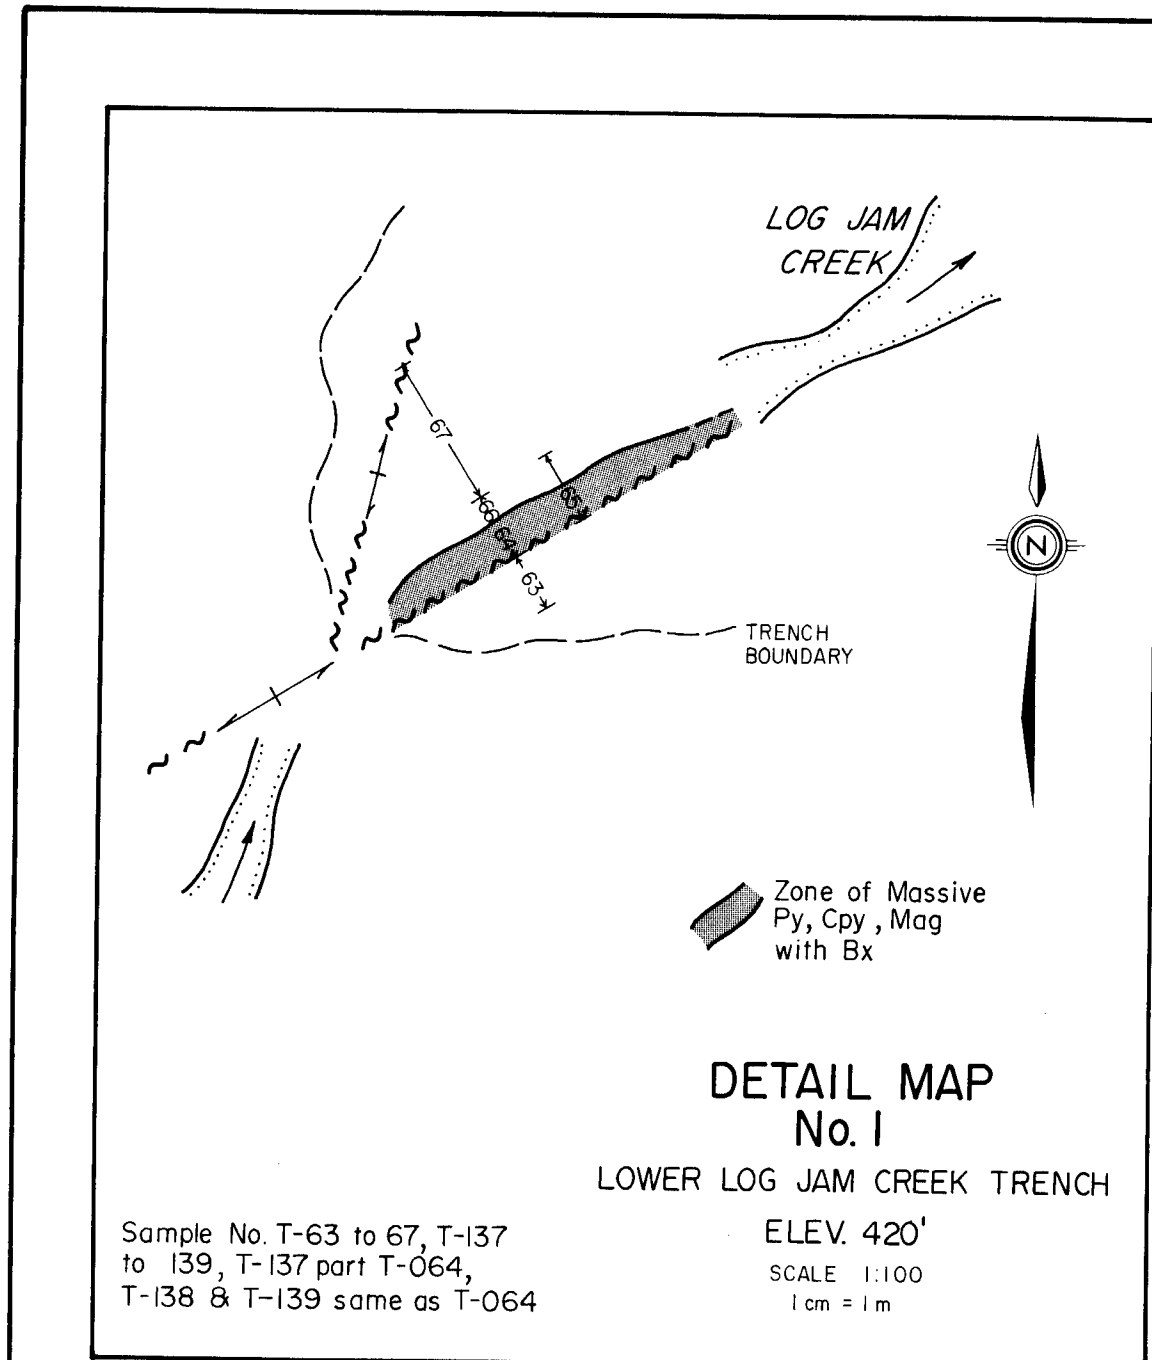 LOG JAM
CREEK
67
66
64
65
63
N
TRENCH
BOUNDARY
Zone of Massive
Py, Cpy, Mag
with Bx
DETAIL MAP
No. 1
LOWER LOG JAM CREEK TRENCH
ELEV. 420'
SCALE 1:100
1 cm = 1 m
Sample No. T-63 to 67, T-137
to 139, T-137 part T-064,
T-138 & T-139 same as T-064